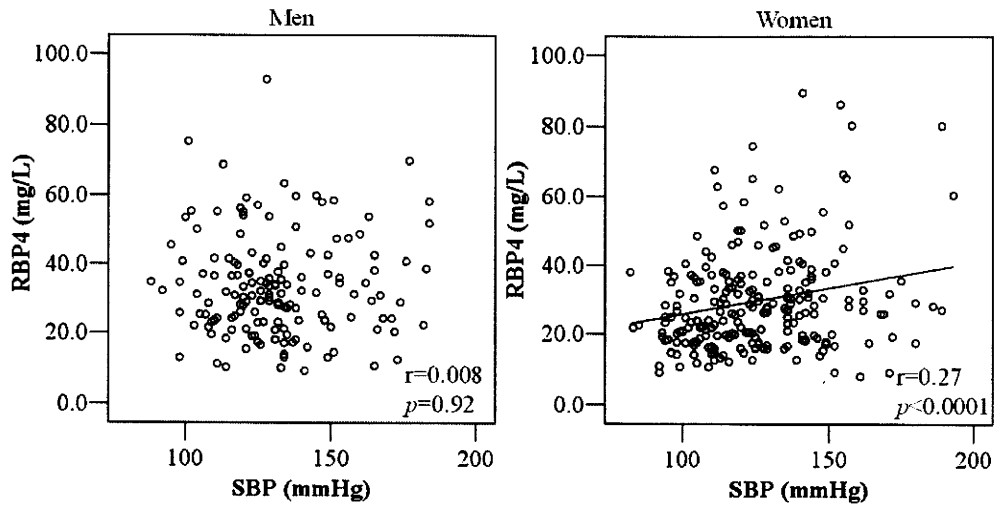 Men
100.0
80.0
60.0
40.0
20.0
0.0
RBP4 (mg/L)
r=0.008
p=0.92
100
150
200
SBP (mmHg)
Women
100.0
80.0
60.0
40.0
20.0
0.0
RBP4 (mg/L)
r=0.27
p<0.0001
100
150
200
SBP (mmHg)